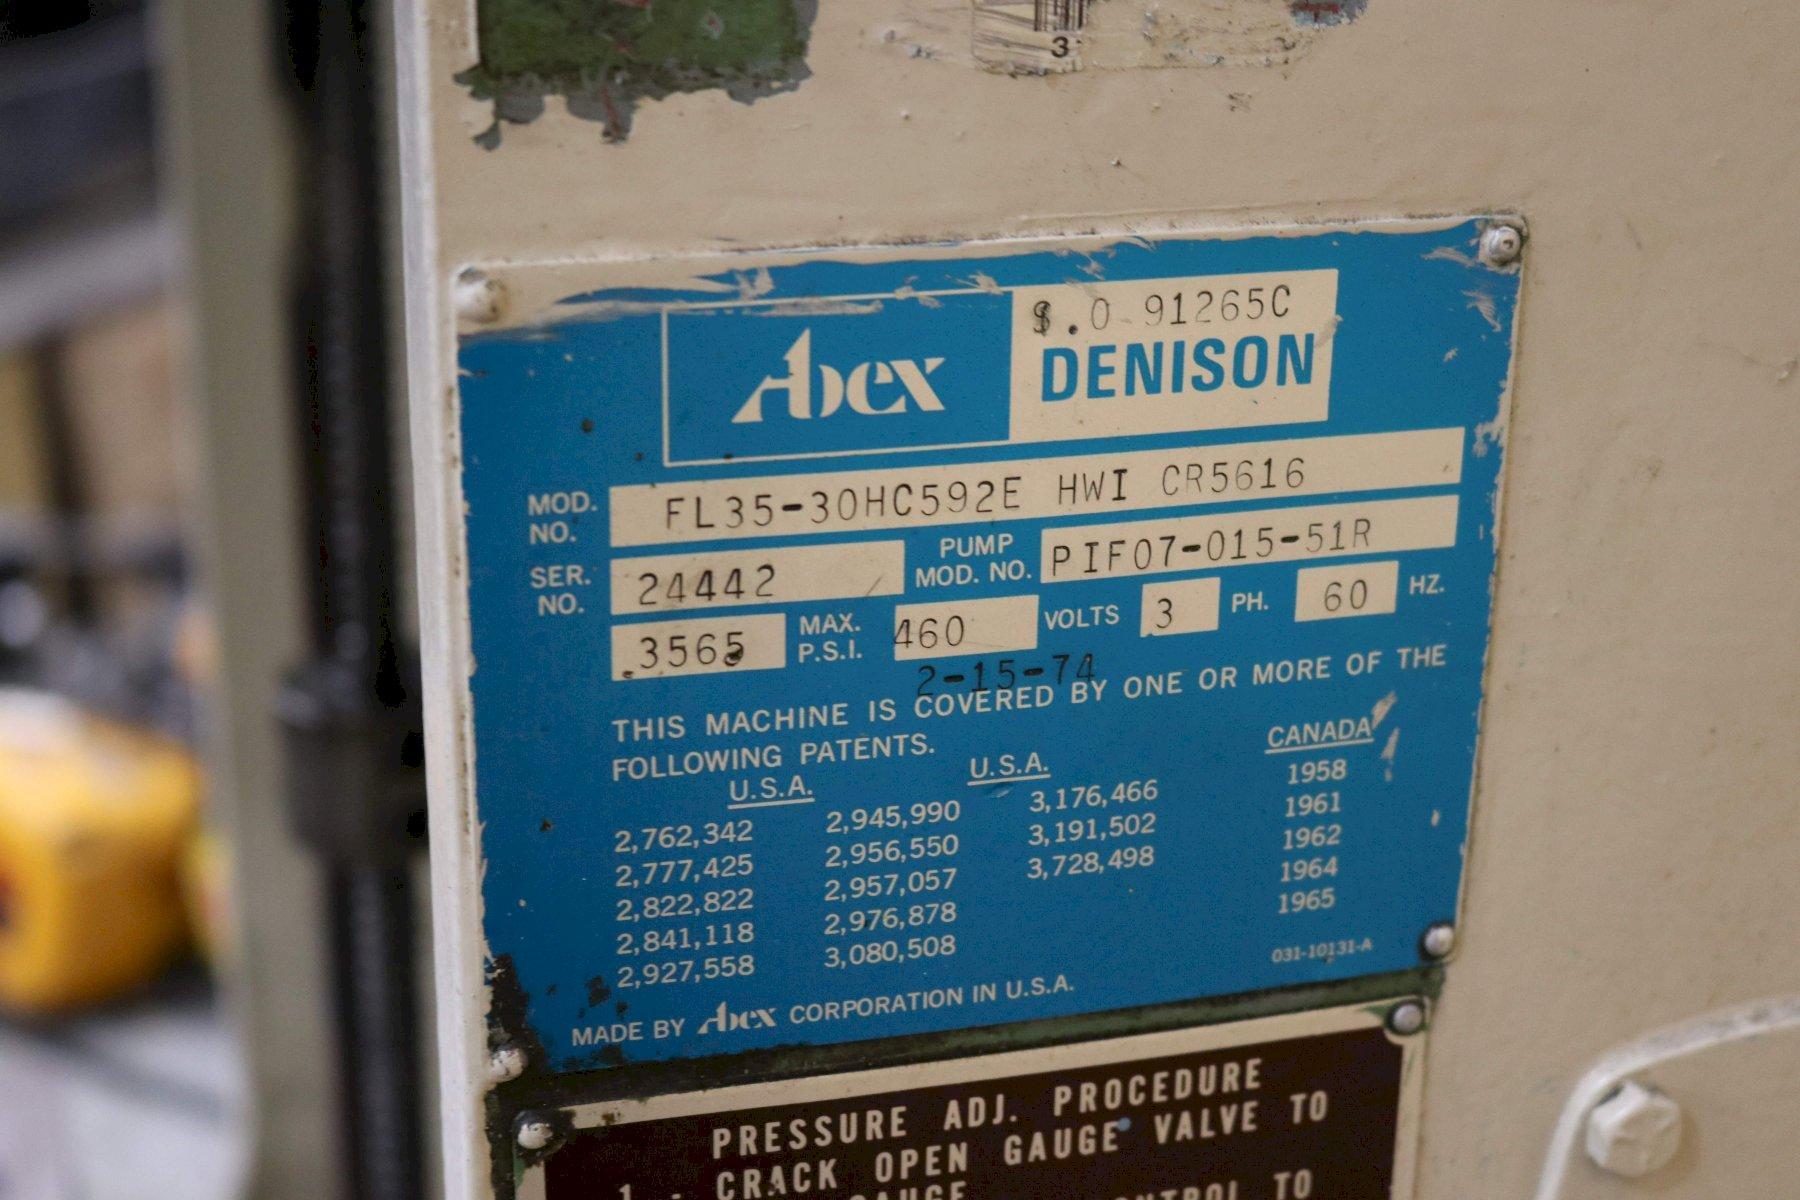 3
S.O 91265C
Abex DENISON
MOD. NO. FL35-30HC592E HWI CR5616
SER. NO. 24442 PUMP MOD. NO. PIF07-015-51R
3565 MAX. P.S.I. 460 VOLTS 3 PH. 60 HZ.
2-15-74
THIS MACHINE IS COVERED BY ONE OR MORE OF THE
FOLLOWING PATENTS.
U.S.A. U.S.A. CANADA
2,762,342 2,945,990 3,176,466 1958
2,777,425 2,956,550 3,191,502 1961
2,822,822 2,957,057 3,728,498 1962
2,841,118 2,976,878 1964
2,927,558 3,080,508 1965
031-10131-A
MADE BY Abex CORPORATION IN U.S.A.
PRESSURE ADJ. PROCEDURE
1. CRACK OPEN GAUGE VALVE TO
GAUGE CONTROL TO